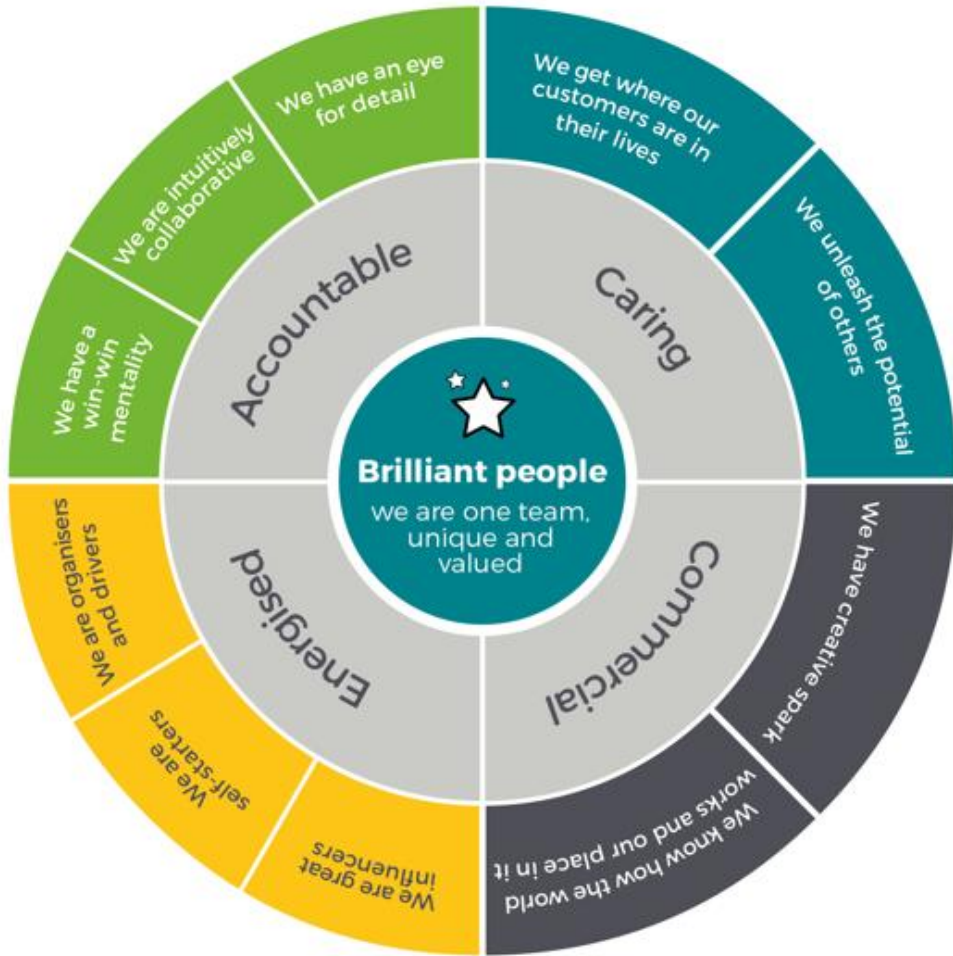 Brilliant people
we are one team,
unique and
valued
Accountable
We have a
win-win
mentality
We are intuitively
collaborative
We have an eye
for detail
Caring
We get where our
customers are in
their lives
We unleash the potential
of others
Commercial
We have creative spark
We know how the world
works and our place in it
Energised
We are great
influencers
We are
self-starters
We are organisers
and drivers